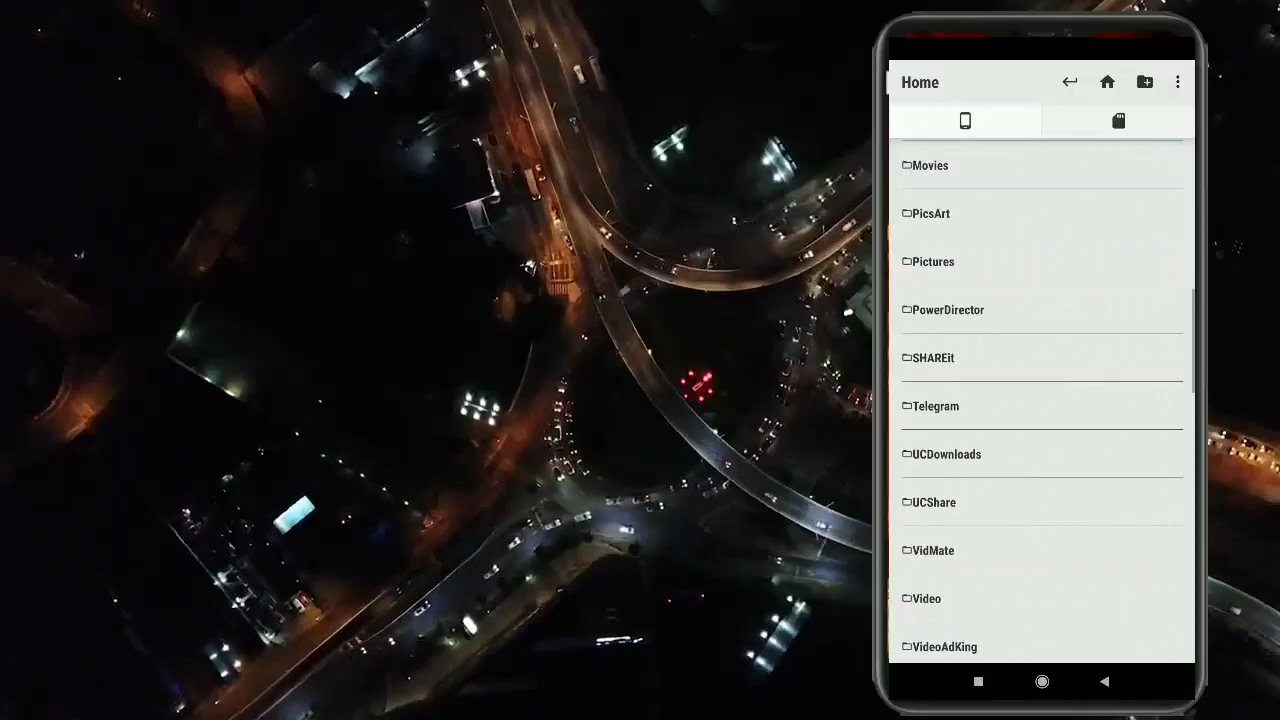 Home
Movies
PicsArt
Pictures
PowerDirector
SHAREit
Telegram
UCDownloads
UCShare
VidMate
Video
VideoAdKing